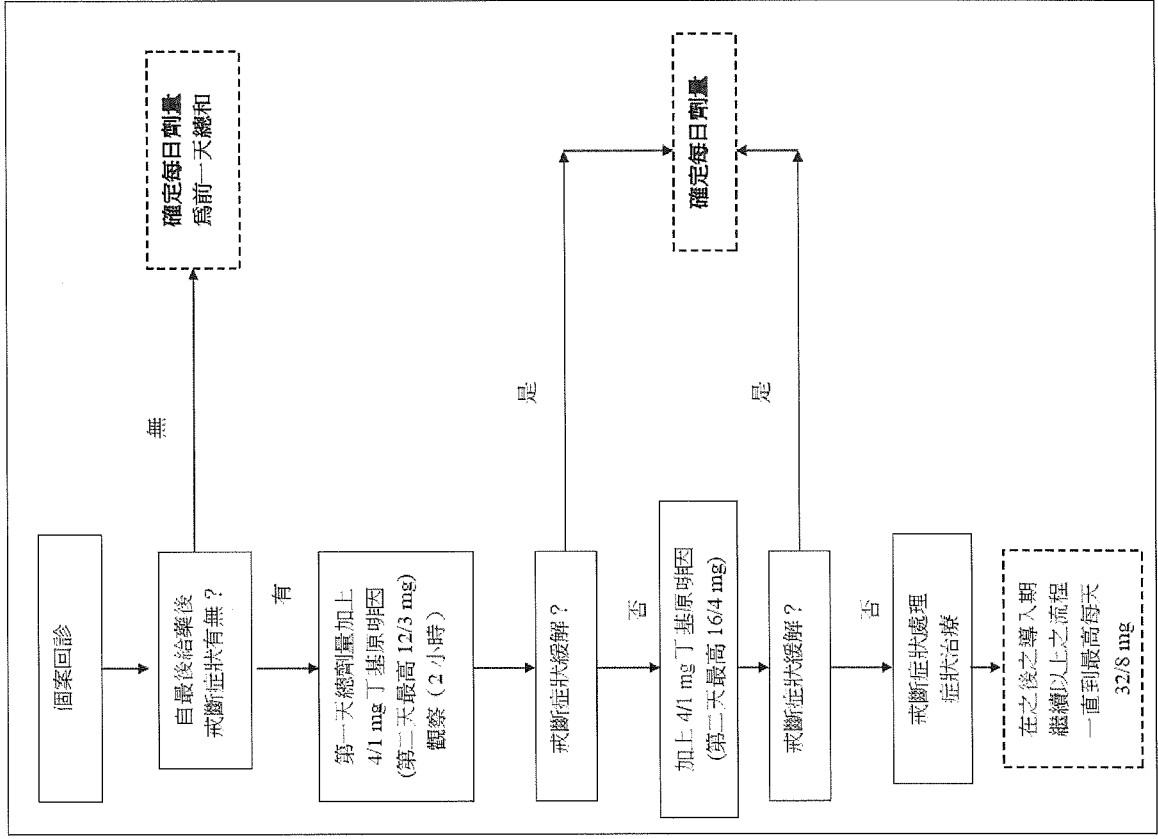 個案回診
自最後給藥後
戒斷症狀有無？
無
確定每日劑量
為前一天總和
有
第一天總劑量加上
4/1 mg 丁基原啡因
(第二天最高 12/3 mg)
觀察（2 小時）
戒斷症狀緩解？
是
確定每日劑量
否
加上 4/1 mg 丁基原啡因
(第二天最高 16/4 mg)
戒斷症狀緩解？
是
否
戒斷症狀處理
症狀治療
在之後之導入期
繼續以上之流程
一直到最高每天
32/8 mg